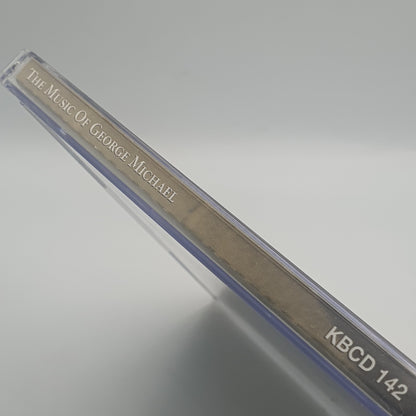 The Music Of George Michael
KBCD 142